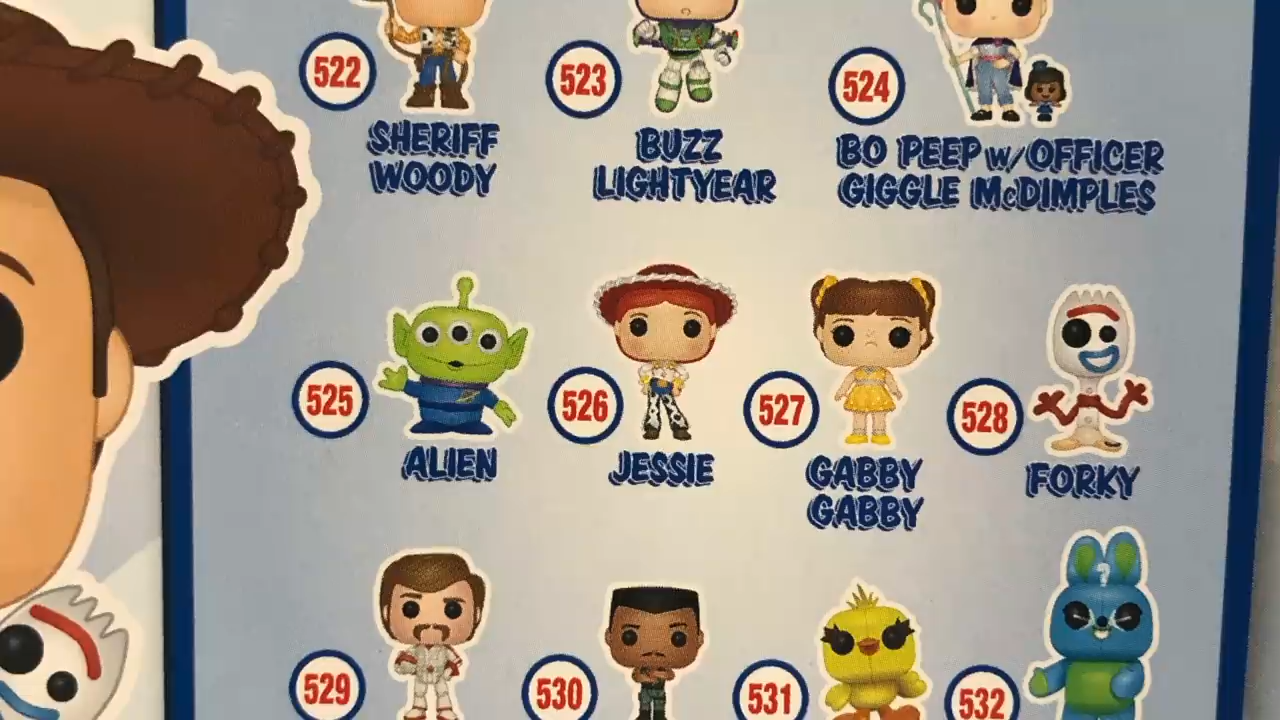 522
523
524
SHERIFF
WOODY
BUZZ
LIGHTYEAR
BO PEEP w/OFFICER
GIGGLE McDIMPLES
525
526
527
528
ALIEN
JESSIE
GABBY
GABBY
FORKY
529
530
531
532